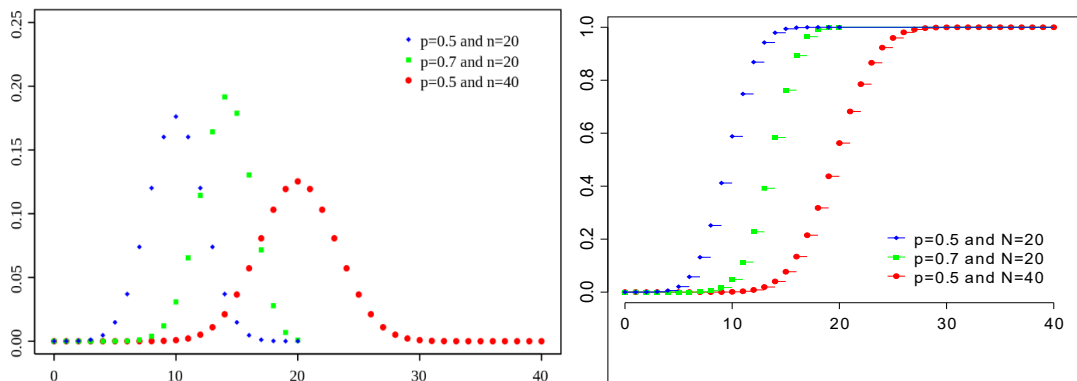 0.25
0.20
0.15
0.10
0.05
0.00
0 10 20 30 40
p=0.5 and n=20
p=0.7 and n=20
p=0.5 and n=40
1.0
0.8
0.6
0.4
0.2
0.0
0 10 20 30 40
p=0.5 and N=20
p=0.7 and N=20
p=0.5 and N=40